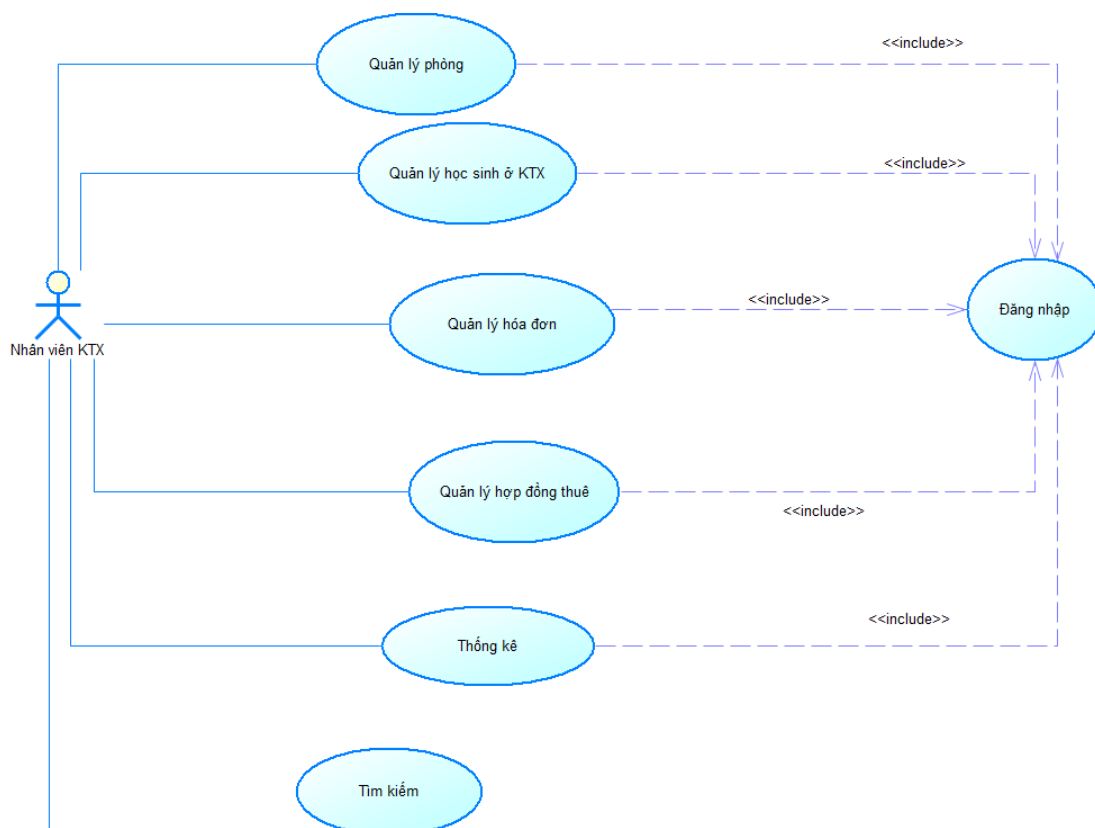 <<include>>
Quản lý phòng
<<include>>
Quản lý học sinh ở KTX
<<include>>
Đăng nhập
Quản lý hóa đơn
Nhân viên KTX
Quản lý hợp đồng thuê
<<include>>
<<include>>
Thống kê
Tìm kiếm